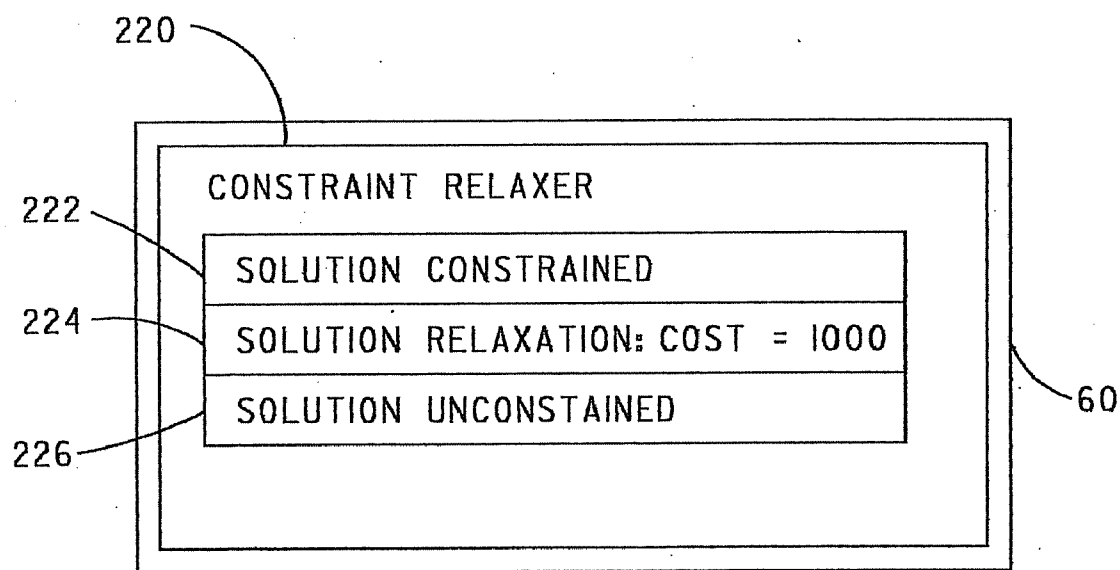 220
CONSTRAINT RELAXER
222
SOLUTION CONSTRAINED
224
SOLUTION RELAXATION: COST = 1000
226
SOLUTION UNCONSTAINED
60